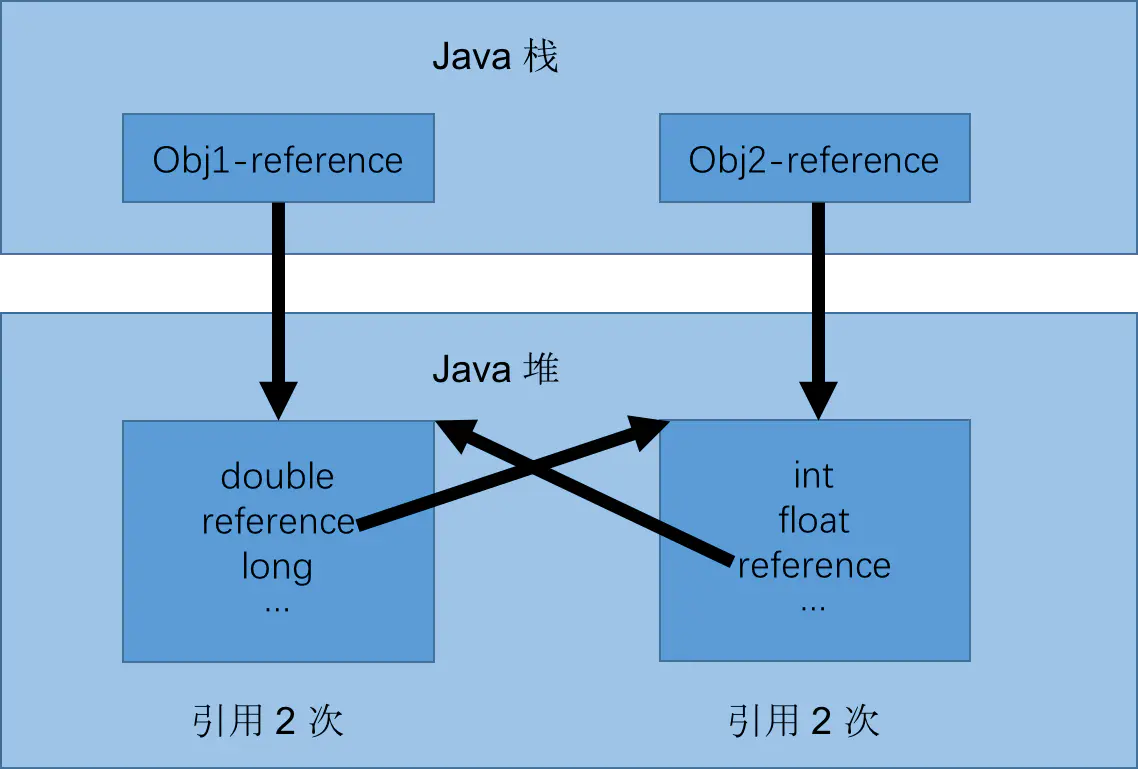 Java 栈
Obj1-reference
Obj2-reference
Java 堆
double
reference
long
...
int
float
reference
...
引用 2 次
引用 2 次